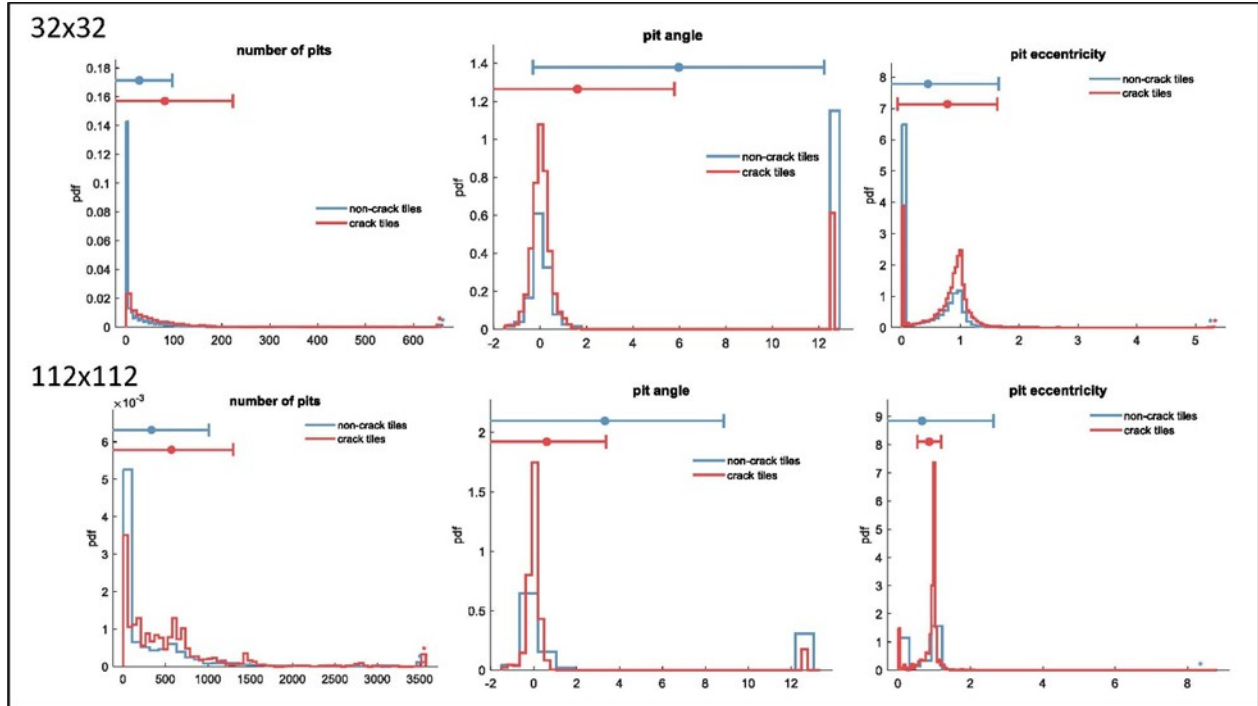 32x32
number of pits
0.18
0.16
0.14
0.12
0.1
0.08
0.06
0.04
0.02
0
pdf
non-crack tiles
crack tiles
0 100 200 300 400 500 600
pit angle
1.4
1.2
1
0.8
0.6
0.4
0.2
0
pdf
non-crack tiles
crack tiles
-2 0 2 4 6 8 10 12
pit eccentricity
8
7
6
5
4
3
2
1
0
pdf
non-crack tiles
crack tiles
0 1 2 3 4 5
112x112
×10⁻³
number of pits
6
5
4
3
2
1
0
pdf
non-crack tiles
crack tiles
0 500 1000 1500 2000 2500 3000 3500
pit angle
2
1.5
1
0.5
0
pdf
non-crack tiles
crack tiles
-2 0 2 4 6 8 10 12
pit eccentricity
9
8
7
6
5
4
3
2
1
0
pdf
non-crack tiles
crack tiles
0 2 4 6 8